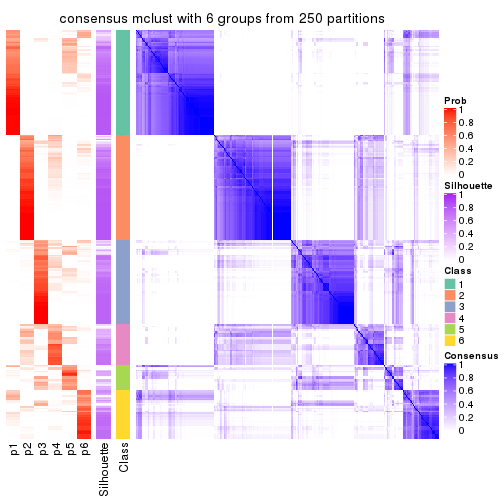 consensus mclust with 6 groups from 250 partitions
Prob
1
0.8
0.6
0.4
0.2
0
Silhouette
1
0.8
0.6
0.4
0.2
0
Class
1
2
3
4
5
6
Consensus
1
0.8
0.6
0.4
0.2
0
p1
p2
p3
p4
p5
p6
Silhouette
Class